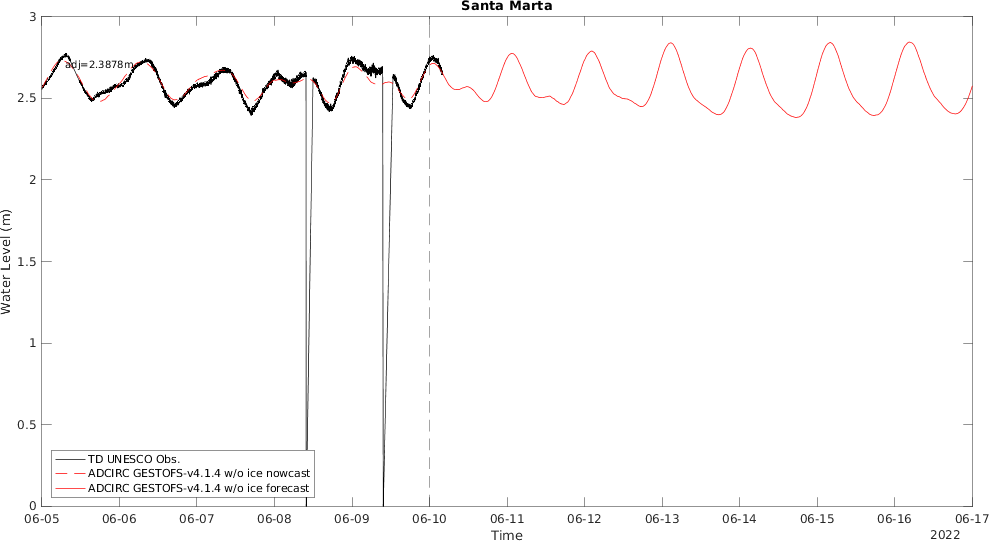 Santa Marta
3
adj=2.3878m
2.5
2
1.5
1
0.5
0
Water Level (m)
TD UNESCO Obs.
ADCIRC GESTOFS-v4.1.4 w/o ice nowcast
ADCIRC GESTOFS-v4.1.4 w/o ice forecast
06-05 06-06 06-07 06-08 06-09 06-10 06-11 06-12 06-13 06-14 06-15 06-16 06-17
Time
2022